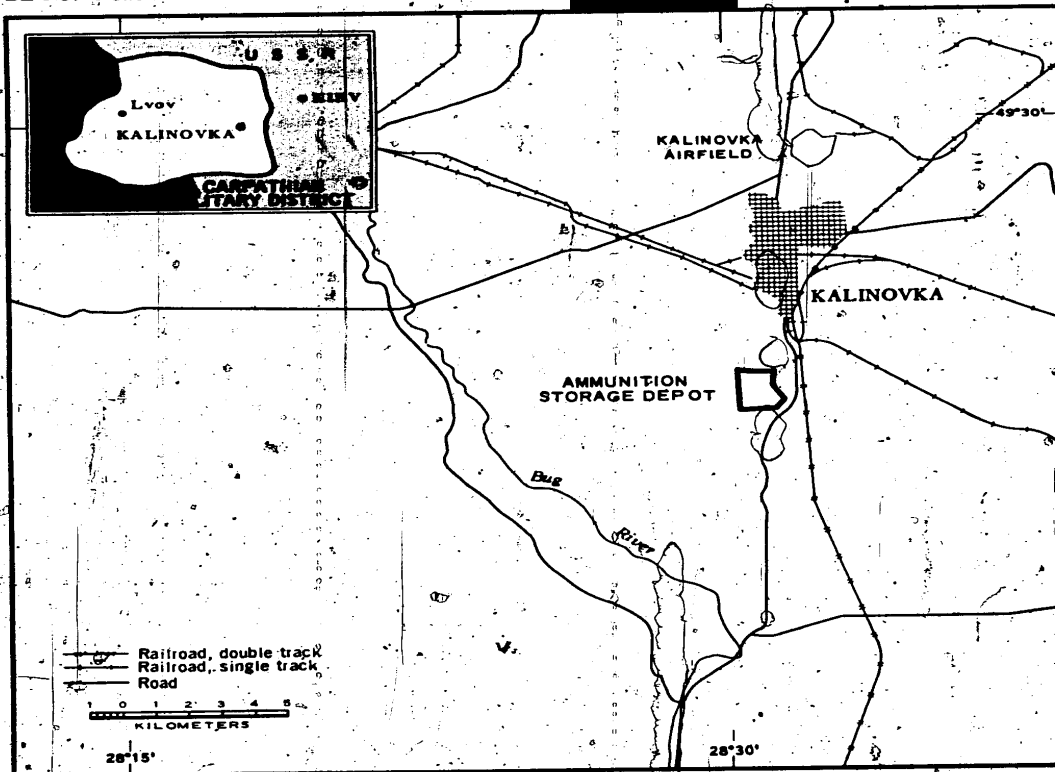 U S S R
Lvov
KIEV
KALINOVKA
CARPATHIAN
MILITARY DISTRICT
49°30'
KALINOVKA
AIRFIELD
KALINOVKA
AMMUNITION
STORAGE DEPOT
Bug
River
Railroad, double track
Railroad, single track
Road
1 0 1 2 3 4 5
KILOMETERS
28°15'
28°30'